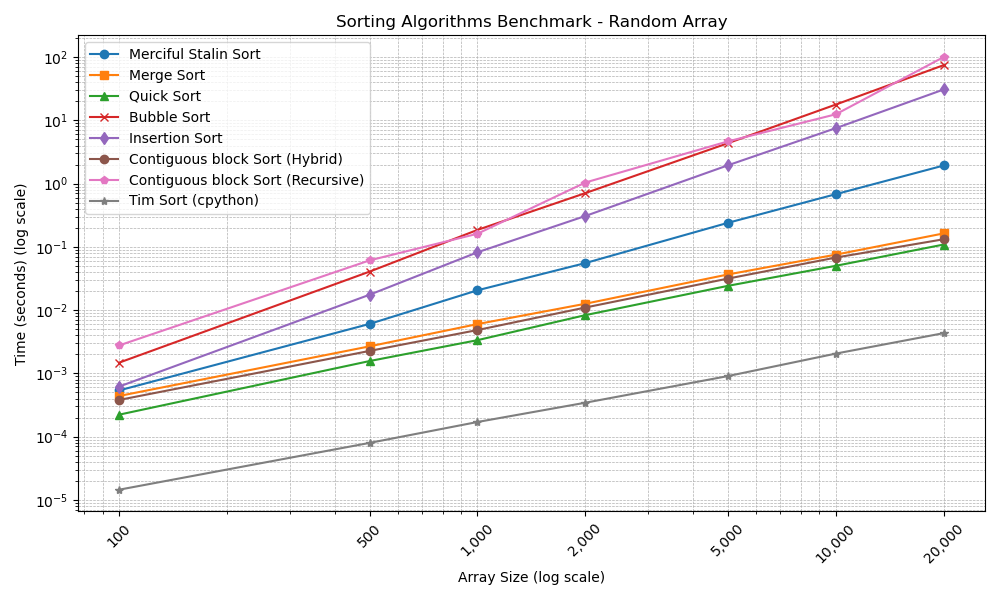 Sorting Algorithms Benchmark - Random Array
Merciful Stalin Sort
Merge Sort
Quick Sort
Bubble Sort
Insertion Sort
Contiguous block Sort (Hybrid)
Contiguous block Sort (Recursive)
Tim Sort (cpython)
Time (seconds) (log scale)
10²
10¹
10⁰
10⁻¹
10⁻²
10⁻³
10⁻⁴
10⁻⁵
100
500
1,000
2,000
5,000
10,000
20,000
Array Size (log scale)